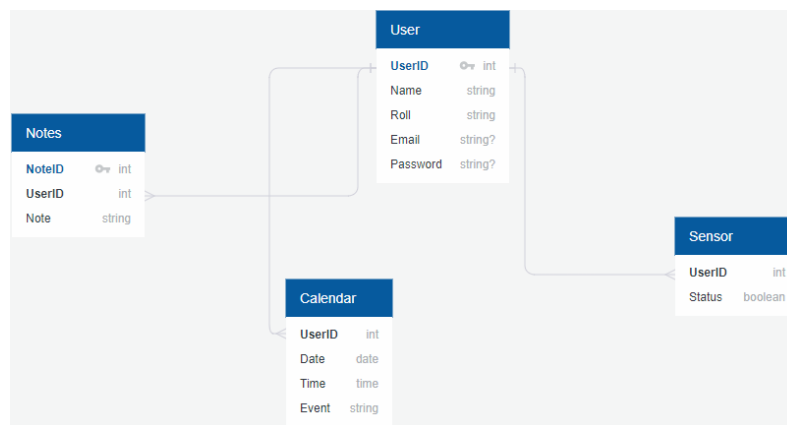 User
UserID int
Name string
Roll string
Email string?
Password string?
Notes
NoteID int
UserID int
Note string
Sensor
UserID int
Status boolean
Calendar
UserID int
Date date
Time time
Event string